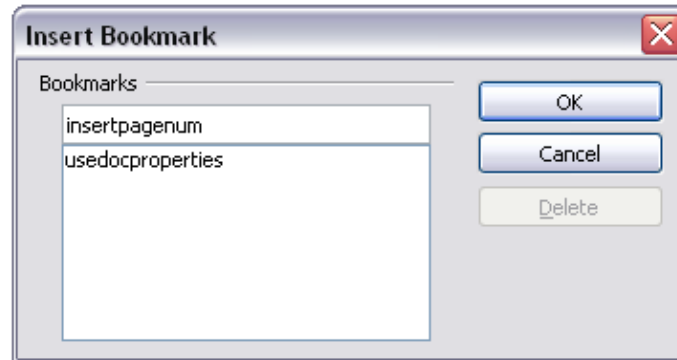 Insert Bookmark
Bookmarks
insertpagenum
usedocproperties
OK
Cancel
Delete